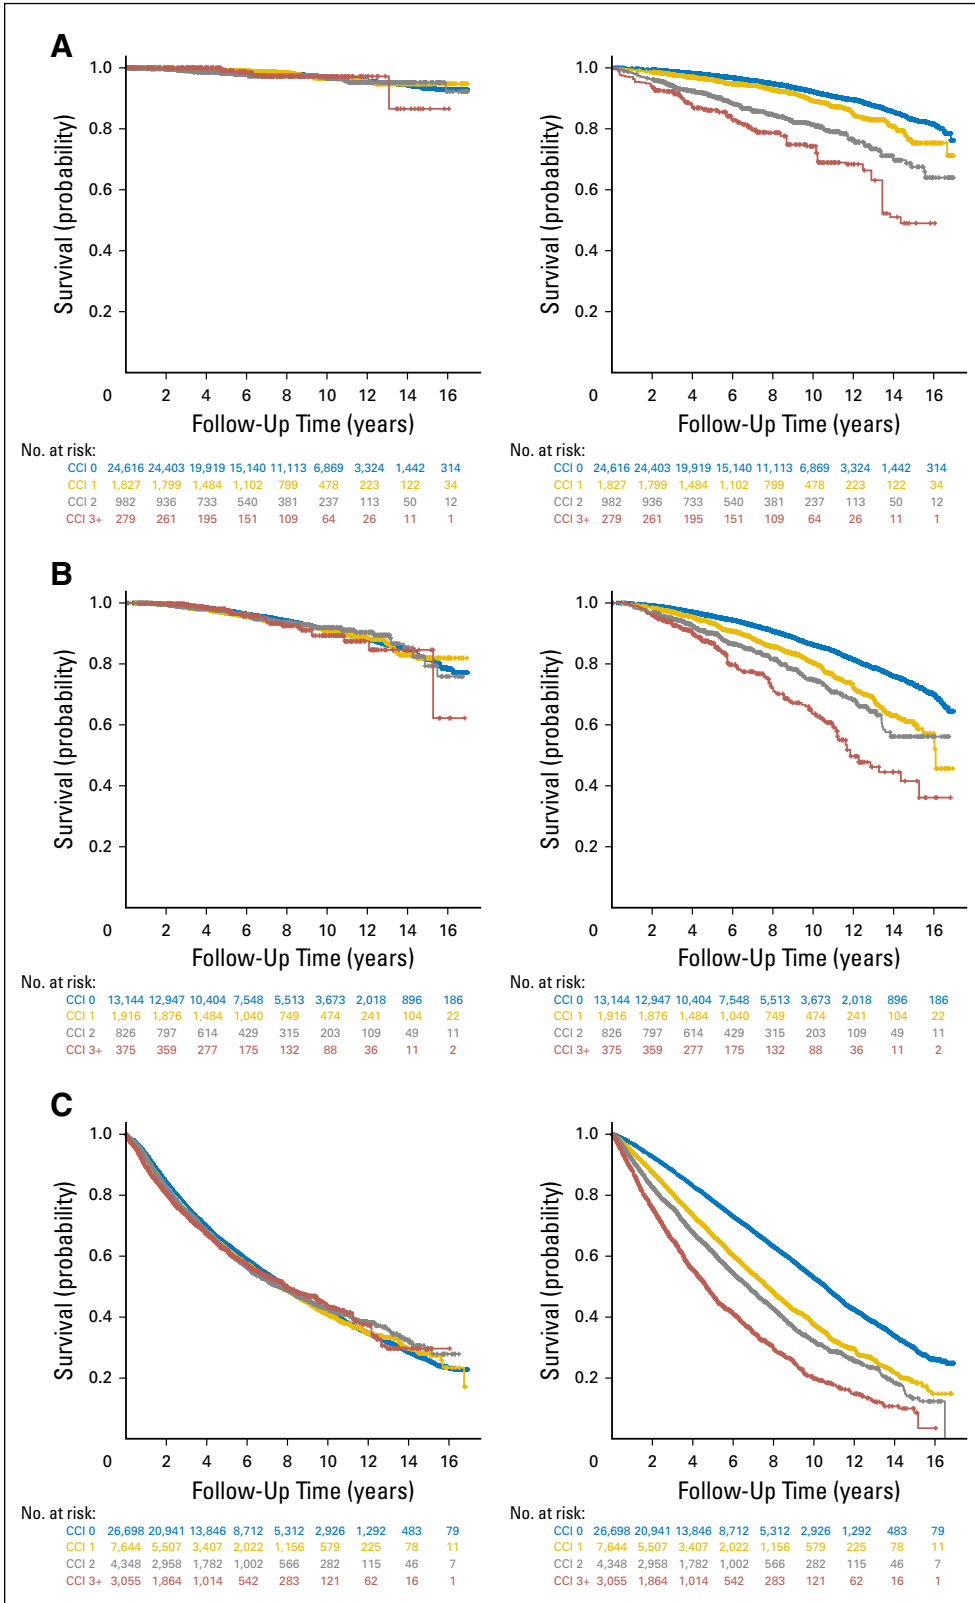 A
Survival (probability)
1.0
0.8
0.6
0.4
0.2
0 2 4 6 8 10 12 14 16
Follow-Up Time (years)
No. at risk:
CCI 0 24,616 24,403 19,919 15,140 11,113 6,869 3,324 1,442 314
CCI 1 1,827 1,799 1,484 1,102 799 478 223 122 34
CCI 2 982 936 733 540 381 237 113 50 12
CCI 3+ 279 261 195 151 109 64 26 11 1
Survival (probability)
1.0
0.8
0.6
0.4
0.2
0 2 4 6 8 10 12 14 16
Follow-Up Time (years)
No. at risk:
CCI 0 24,616 24,403 19,919 15,140 11,113 6,869 3,324 1,442 314
CCI 1 1,827 1,799 1,484 1,102 799 478 223 122 34
CCI 2 982 936 733 540 381 237 113 50 12
CCI 3+ 279 261 195 151 109 64 26 11 1
B
Survival (probability)
1.0
0.8
0.6
0.4
0.2
0 2 4 6 8 10 12 14 16
Follow-Up Time (years)
No. at risk:
CCI 0 13,144 12,947 10,404 7,548 5,513 3,673 2,018 896 186
CCI 1 1,916 1,876 1,484 1,040 749 474 241 104 22
CCI 2 826 797 614 429 315 203 109 49 11
CCI 3+ 375 359 277 175 132 88 36 11 2
Survival (probability)
1.0
0.8
0.6
0.4
0.2
0 2 4 6 8 10 12 14 16
Follow-Up Time (years)
No. at risk:
CCI 0 13,144 12,947 10,404 7,548 5,513 3,673 2,018 896 186
CCI 1 1,916 1,876 1,484 1,040 749 474 241 104 22
CCI 2 826 797 614 429 315 203 109 49 11
CCI 3+ 375 359 277 175 132 88 36 11 2
C
Survival (probability)
1.0
0.8
0.6
0.4
0.2
0 2 4 6 8 10 12 14 16
Follow-Up Time (years)
No. at risk:
CCI 0 26,698 20,941 13,846 8,712 5,312 2,926 1,292 483 79
CCI 1 7,644 5,507 3,407 2,022 1,156 579 225 78 11
CCI 2 4,348 2,958 1,782 1,002 566 282 115 46 7
CCI 3+ 3,055 1,864 1,014 542 283 121 62 16 1
Survival (probability)
1.0
0.8
0.6
0.4
0.2
0 2 4 6 8 10 12 14 16
Follow-Up Time (years)
No. at risk:
CCI 0 26,698 20,941 13,846 8,712 5,312 2,926 1,292 483 79
CCI 1 7,644 5,507 3,407 2,022 1,156 579 225 78 11
CCI 2 4,348 2,958 1,782 1,002 566 282 115 46 7
CCI 3+ 3,055 1,864 1,014 542 283 121 62 16 1